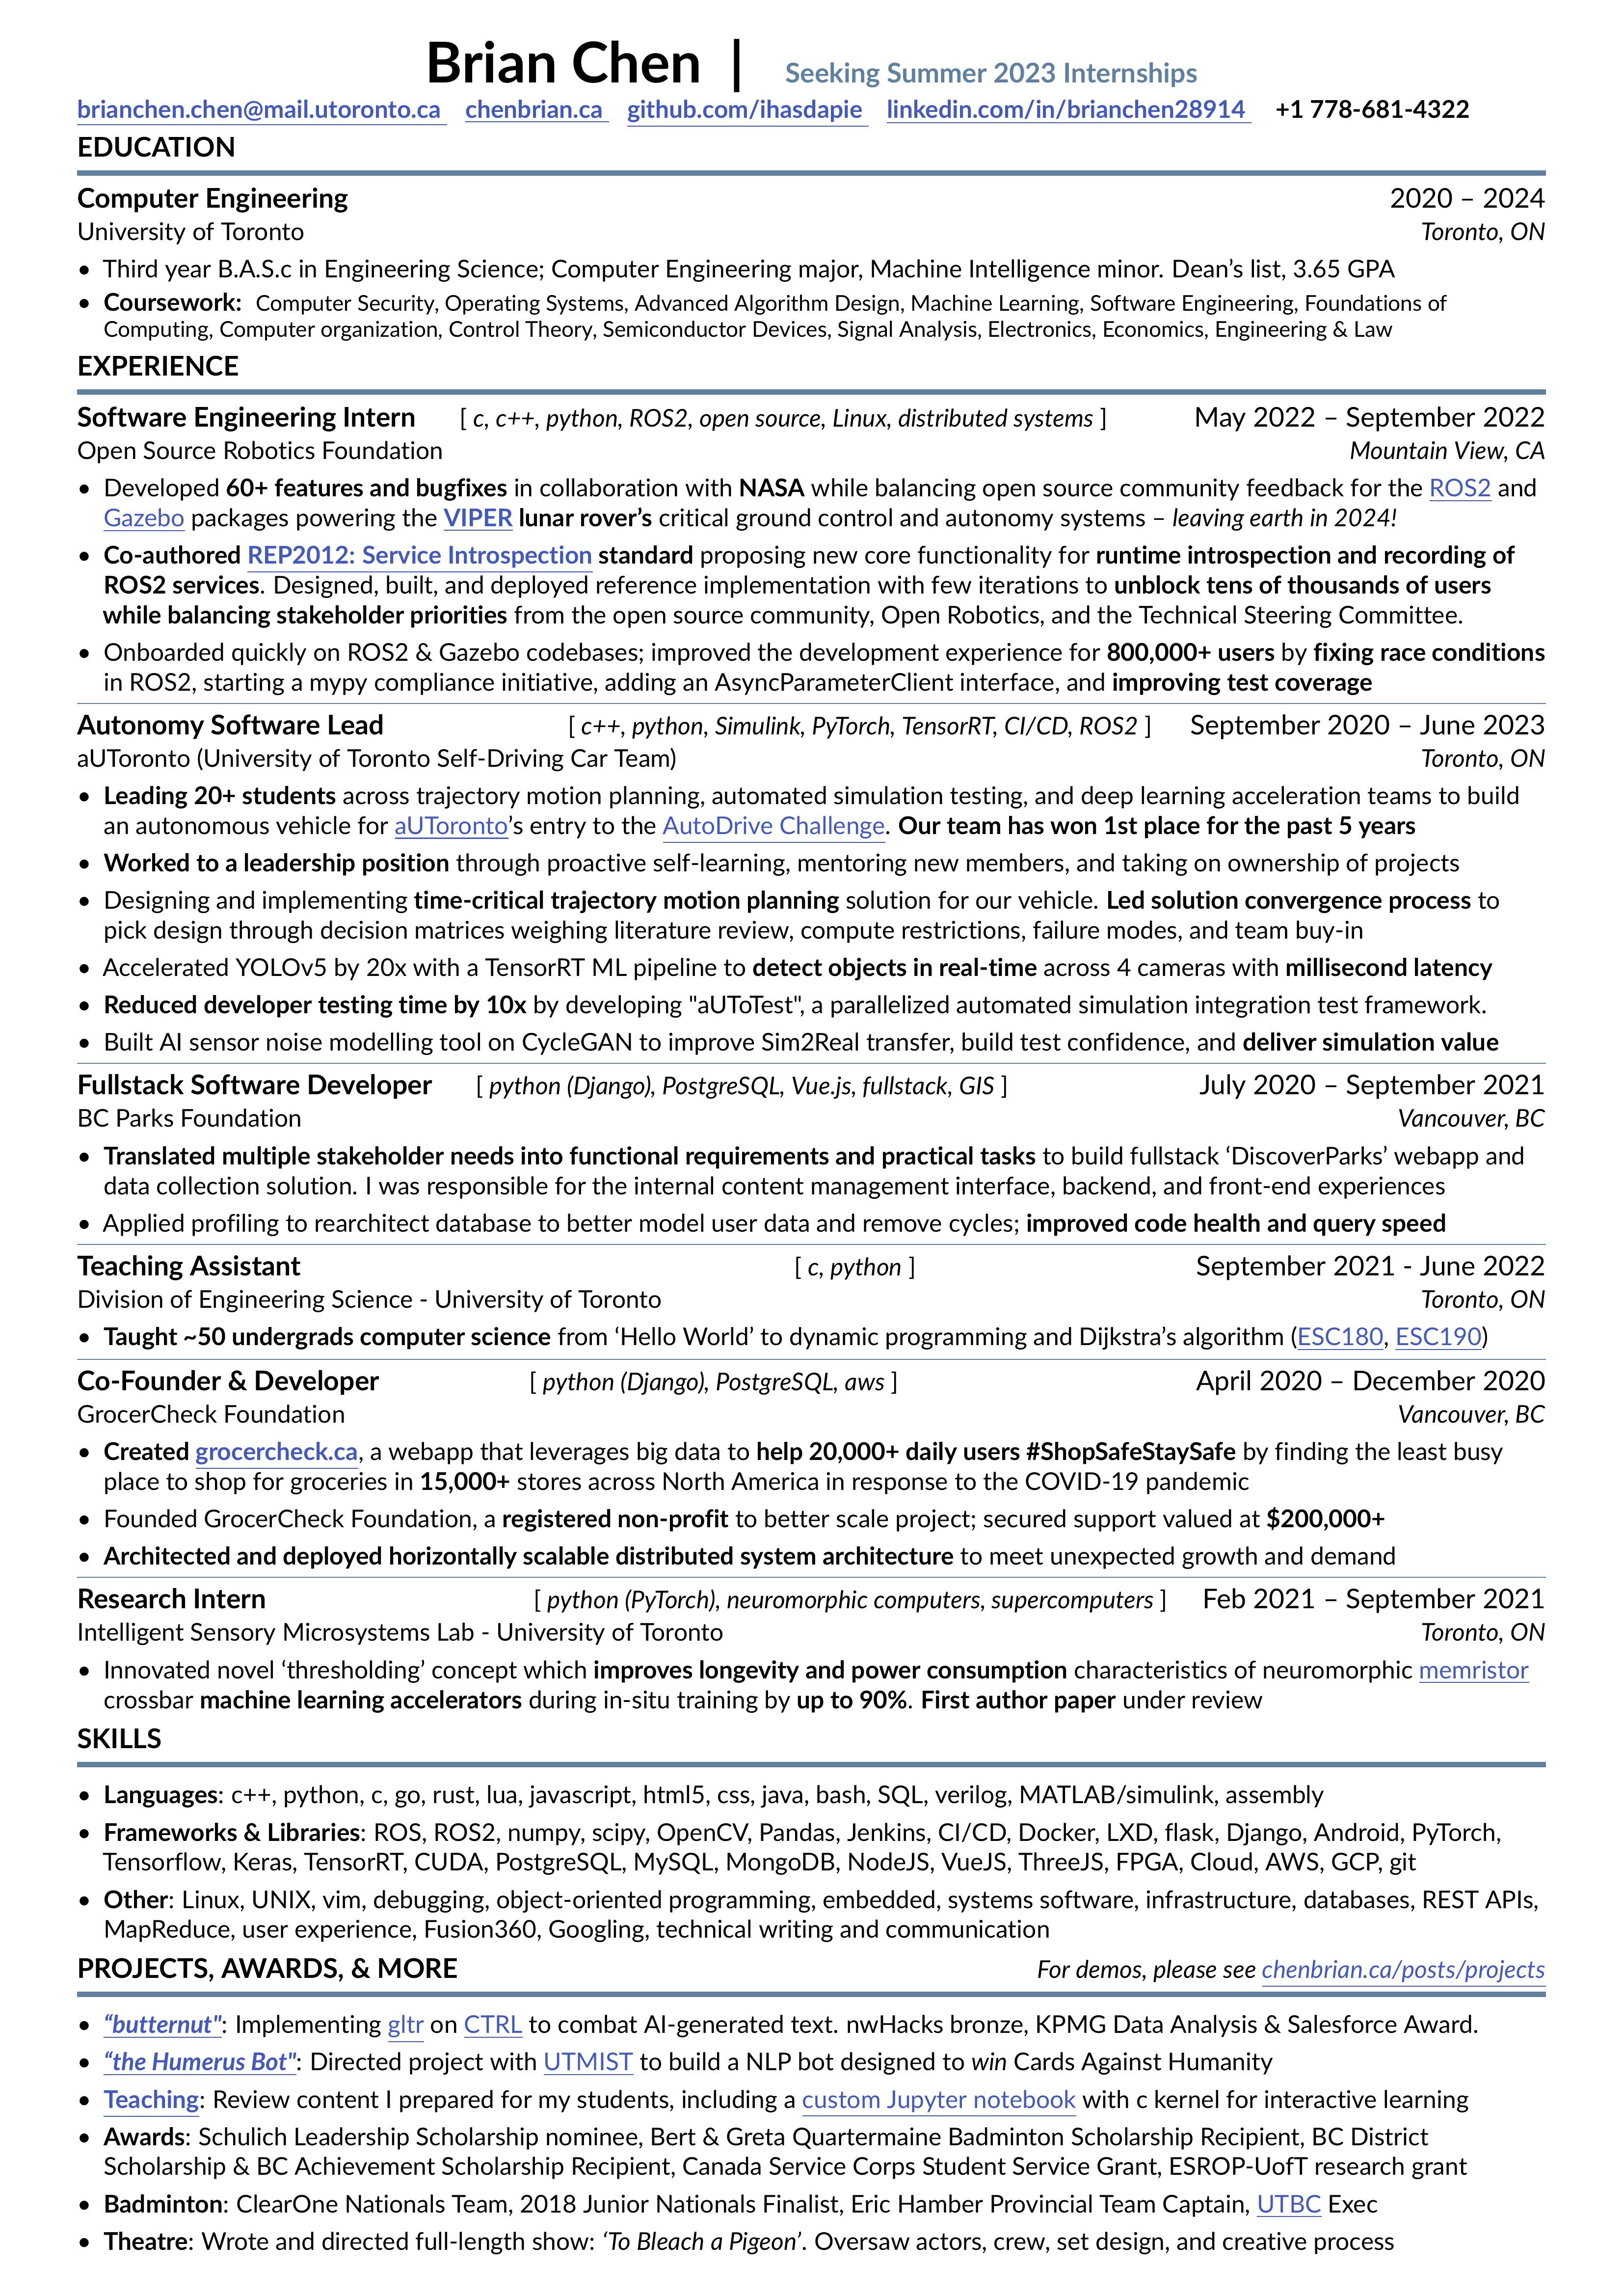 Brian Chen | Seeking Summer 2023 Internships
brianchen.chen@mail.utoronto.ca chenbrian.ca github.com/ihasdapie linkedin.com/in/brianchen28914 +1 778-681-4322
EDUCATION
Computer Engineering 2020 – 2024
University of Toronto Toronto, ON
• Third year B.A.S.c in Engineering Science; Computer Engineering major, Machine Intelligence minor. Dean’s list, 3.65 GPA
• Coursework: Computer Security, Operating Systems, Advanced Algorithm Design, Machine Learning, Software Engineering, Foundations of
Computing, Computer organization, Control Theory, Semiconductor Devices, Signal Analysis, Electronics, Economics, Engineering & Law
EXPERIENCE
Software Engineering Intern [ c, c++, python, ROS2, open source, Linux, distributed systems ] May 2022 – September 2022
Open Source Robotics Foundation Mountain View, CA
• Developed 60+ features and bugfixes in collaboration with NASA while balancing open source community feedback for the ROS2 and
Gazebo packages powering the VIPER lunar rover’s critical ground control and autonomy systems – leaving earth in 2024!
• Co-authored REP2012: Service Introspection standard proposing new core functionality for runtime introspection and recording of
ROS2 services. Designed, built, and deployed reference implementation with few iterations to unblock tens of thousands of users
while balancing stakeholder priorities from the open source community, Open Robotics, and the Technical Steering Committee.
• Onboarded quickly on ROS2 & Gazebo codebases; improved the development experience for 800,000+ users by fixing race conditions
in ROS2, starting a mypy compliance initiative, adding an AsyncParameterClient interface, and improving test coverage
Autonomy Software Lead [ c++, python, Simulink, PyTorch, TensorRT, CI/CD, ROS2 ] September 2020 – June 2023
aUToronto (University of Toronto Self-Driving Car Team) Toronto, ON
• Leading 20+ students across trajectory motion planning, automated simulation testing, and deep learning acceleration teams to build
an autonomous vehicle for aUToronto’s entry to the AutoDrive Challenge. Our team has won 1st place for the past 5 years
• Worked to a leadership position through proactive self-learning, mentoring new members, and taking on ownership of projects
• Designing and implementing time-critical trajectory motion planning solution for our vehicle. Led solution convergence process to
pick design through decision matrices weighing literature review, compute restrictions, failure modes, and team buy-in
• Accelerated YOLOv5 by 20x with a TensorRT ML pipeline to detect objects in real-time across 4 cameras with millisecond latency
• Reduced developer testing time by 10x by developing "aUToTest", a parallelized automated simulation integration test framework.
• Built AI sensor noise modelling tool on CycleGAN to improve Sim2Real transfer, build test confidence, and deliver simulation value
Fullstack Software Developer [ python (Django), PostgreSQL, Vue.js, fullstack, GIS ] July 2020 – September 2021
BC Parks Foundation Vancouver, BC
• Translated multiple stakeholder needs into functional requirements and practical tasks to build fullstack ‘DiscoverParks’ webapp and
data collection solution. I was responsible for the internal content management interface, backend, and front-end experiences
• Applied profiling to rearchitect database to better model user data and remove cycles; improved code health and query speed
Teaching Assistant [ c, python ] September 2021 - June 2022
Division of Engineering Science - University of Toronto Toronto, ON
• Taught ~50 undergrads computer science from ‘Hello World’ to dynamic programming and Dijkstra’s algorithm (ESC180, ESC190)
Co-Founder & Developer [ python (Django), PostgreSQL, aws ] April 2020 – December 2020
GrocerCheck Foundation Vancouver, BC
• Created grocercheck.ca, a webapp that leverages big data to help 20,000+ daily users #ShopSafeStaySafe by finding the least busy
place to shop for groceries in 15,000+ stores across North America in response to the COVID-19 pandemic
• Founded GrocerCheck Foundation, a registered non-profit to better scale project; secured support valued at $200,000+
• Architected and deployed horizontally scalable distributed system architecture to meet unexpected growth and demand
Research Intern [ python (PyTorch), neuromorphic computers, supercomputers ] Feb 2021 – September 2021
Intelligent Sensory Microsystems Lab - University of Toronto Toronto, ON
• Innovated novel ‘thresholding’ concept which improves longevity and power consumption characteristics of neuromorphic memristor
crossbar machine learning accelerators during in-situ training by up to 90%. First author paper under review
SKILLS
• Languages: c++, python, c, go, rust, lua, javascript, html5, css, java, bash, SQL, verilog, MATLAB/simulink, assembly
• Frameworks & Libraries: ROS, ROS2, numpy, scipy, OpenCV, Pandas, Jenkins, CI/CD, Docker, LXD, flask, Django, Android, PyTorch,
Tensorflow, Keras, TensorRT, CUDA, PostgreSQL, MySQL, MongoDB, NodeJS, VueJS, ThreeJS, FPGA, Cloud, AWS, GCP, git
• Other: Linux, UNIX, vim, debugging, object-oriented programming, embedded, systems software, infrastructure, databases, REST APIs,
MapReduce, user experience, Fusion360, Googling, technical writing and communication
PROJECTS, AWARDS, & MORE For demos, please see chenbrian.ca/posts/projects
• “butternut": Implementing gltr on CTRL to combat AI-generated text. nwHacks bronze, KPMG Data Analysis & Salesforce Award.
• “the Humerus Bot": Directed project with UTMIST to build a NLP bot designed to win Cards Against Humanity
• Teaching: Review content I prepared for my students, including a custom Jupyter notebook with c kernel for interactive learning
• Awards: Schulich Leadership Scholarship nominee, Bert & Greta Quartermaine Badminton Scholarship Recipient, BC District
Scholarship & BC Achievement Scholarship Recipient, Canada Service Corps Student Service Grant, ESROP-UofT research grant
• Badminton: ClearOne Nationals Team, 2018 Junior Nationals Finalist, Eric Hamber Provincial Team Captain, UTBC Exec
• Theatre: Wrote and directed full-length show: ‘To Bleach a Pigeon’. Oversaw actors, crew, set design, and creative process